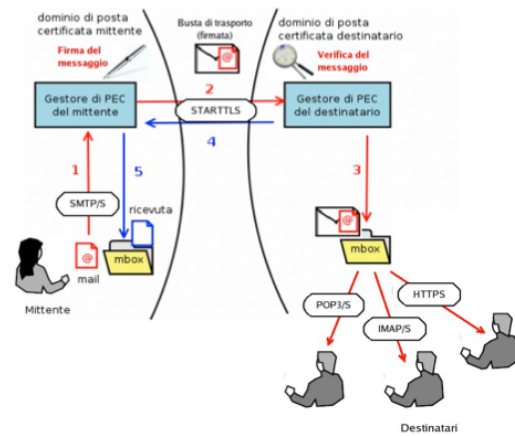 dominio di posta
certificata mittente
Busta di trasporto
(firmata)
dominio di posta
certificata destinatario
Firma del
messaggio
@
Verifica del
messaggio
2
Gestore di PEC
del mittente
STARTTLS
Gestore di PEC
del destinatario
4
1
5
3
SMTP/S
ricevuta
@
@
mail
mbox
mbox
Mittente
POP3/S
HTTPS
IMAP/S
Destinatari